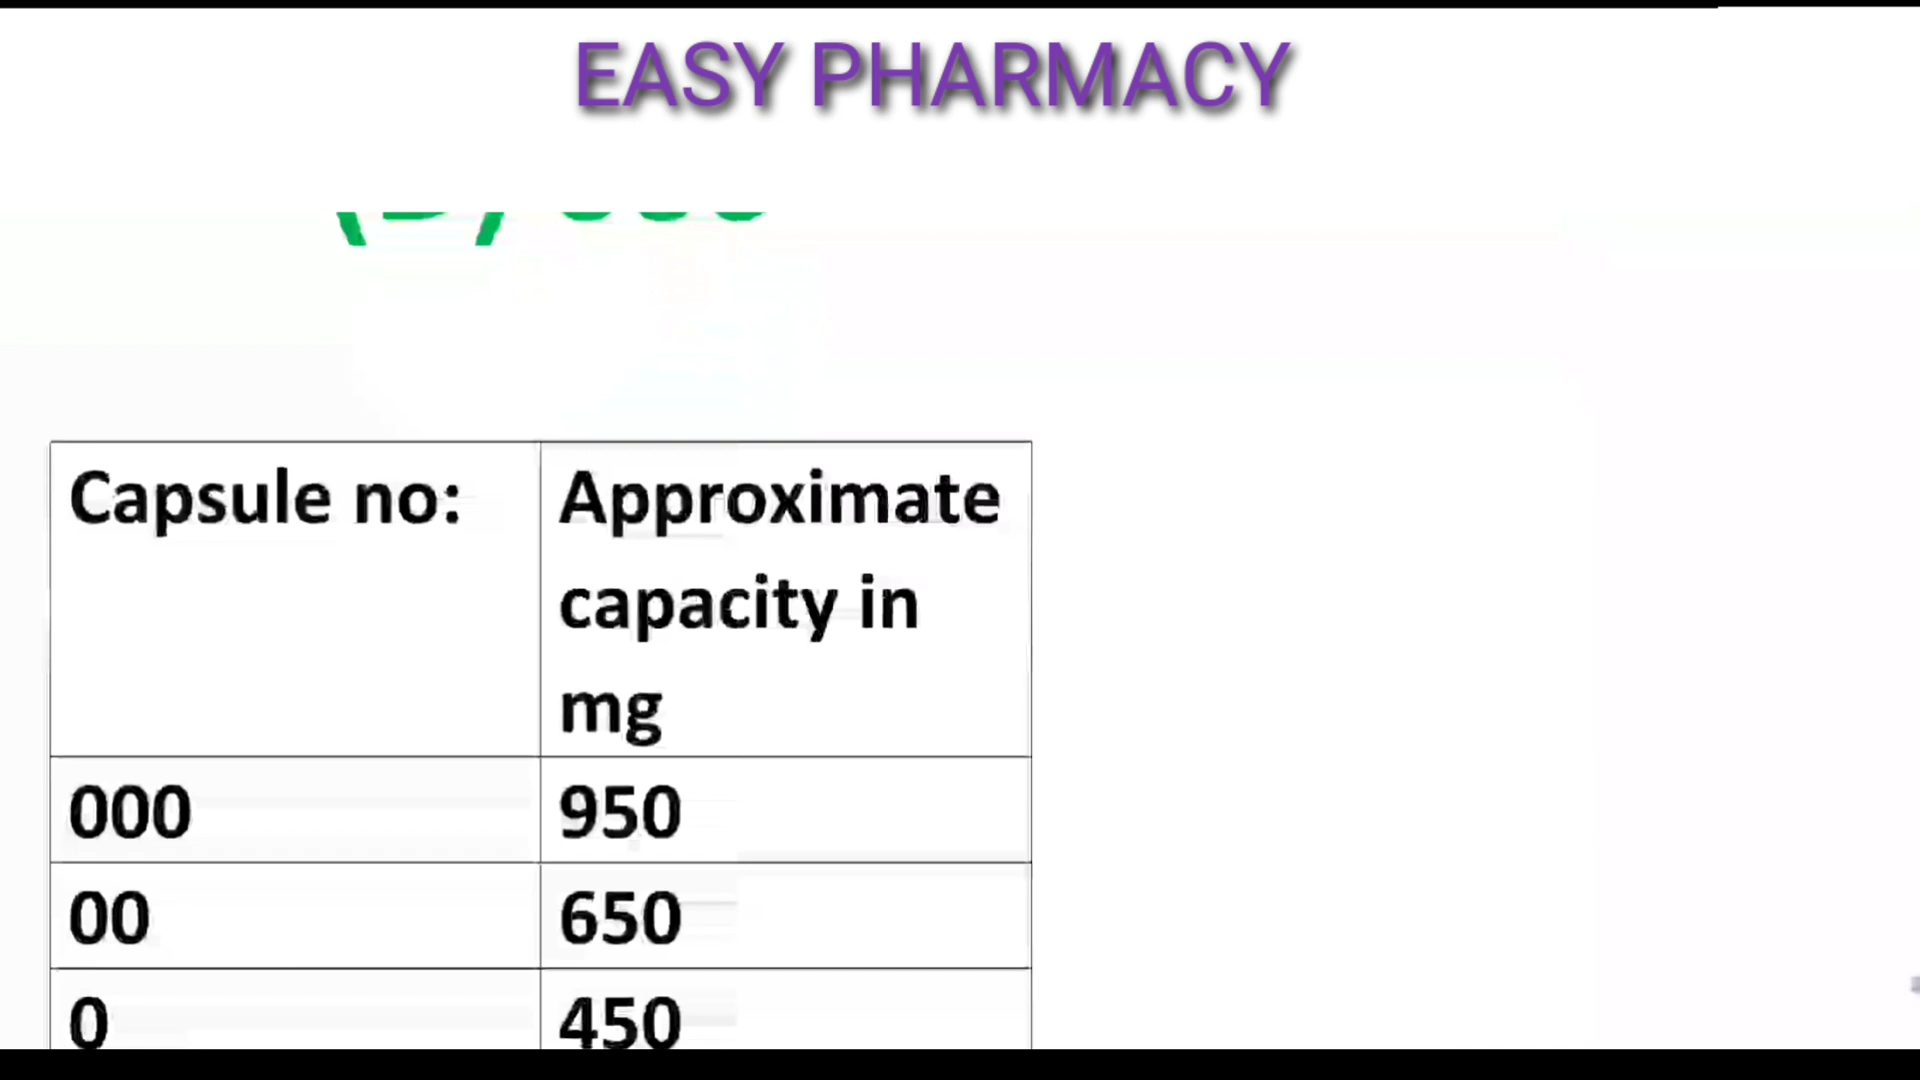 EASY PHARMACY
Capsule no:
Approximate
capacity in
mg
000
950
00
650
0
450